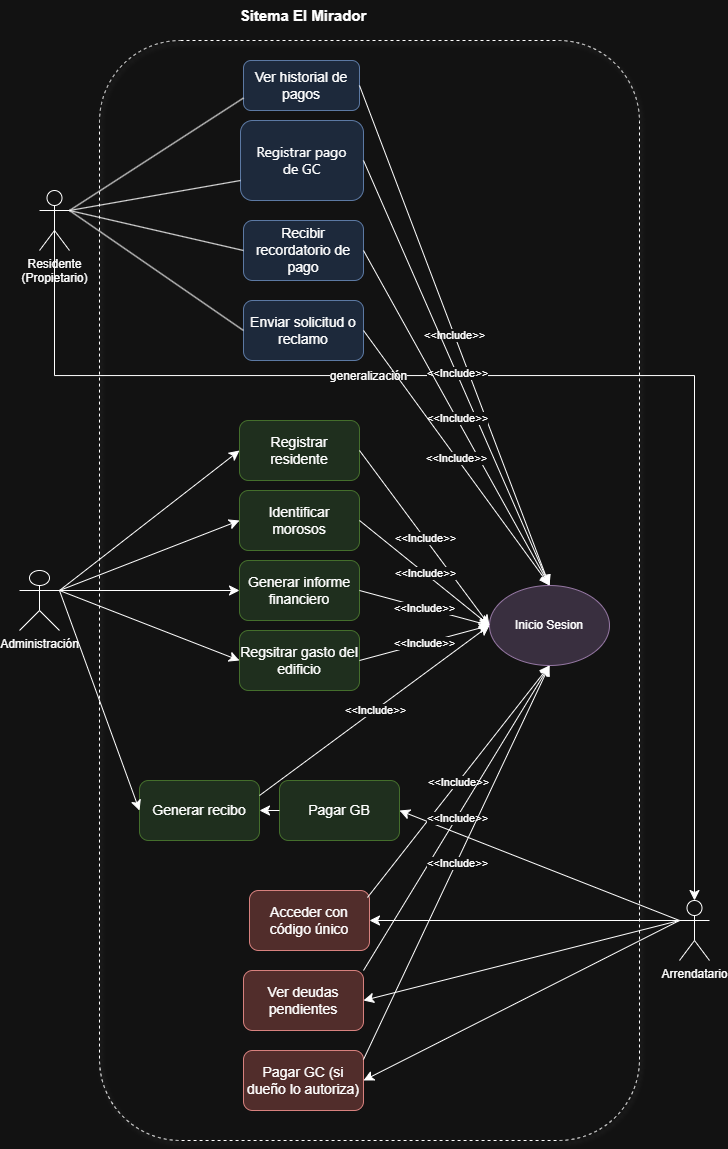 Sitema El Mirador
Ver historial de
pagos
Registrar pago
de GC
Recibir
recordatorio de
pago
Residente
(Propietario)
Enviar solicitud o
reclamo
<<Include>>
<<Include>>
generalización
<<Include>>
<<Include>>
Registrar
residente
Identificar
morosos
<<Include>>
Generar informe
financiero
<<Include>>
<<Include>>
Inicio Sesion
Administración
Regsitrar gasto del
edificio
<<Include>>
<<Include>>
Generar recibo
Pagar GB
<<Include>>
<<Include>>
<<Include>>
Acceder con
código único
Arrendatario
Ver deudas
pendientes
Pagar GC (si
dueño lo autoriza)